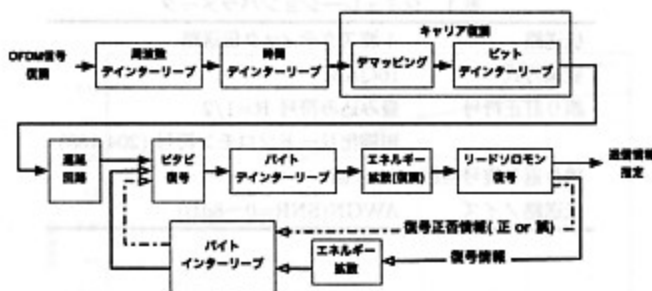 キャリア復調
OFDM信号
復調
周波数
デインターリーブ
時間
デインターリーブ
デマッピング
ビット
デインターリーブ
遅延
回路
ビタビ
復号
バイト
デインターリーブ
エネルギー
拡散(復調)
リードソロモン
復号
送信情報
推定
復号正否情報( 正 or 誤)
バイト
インターリーブ
エネルギー
拡散
復号情報